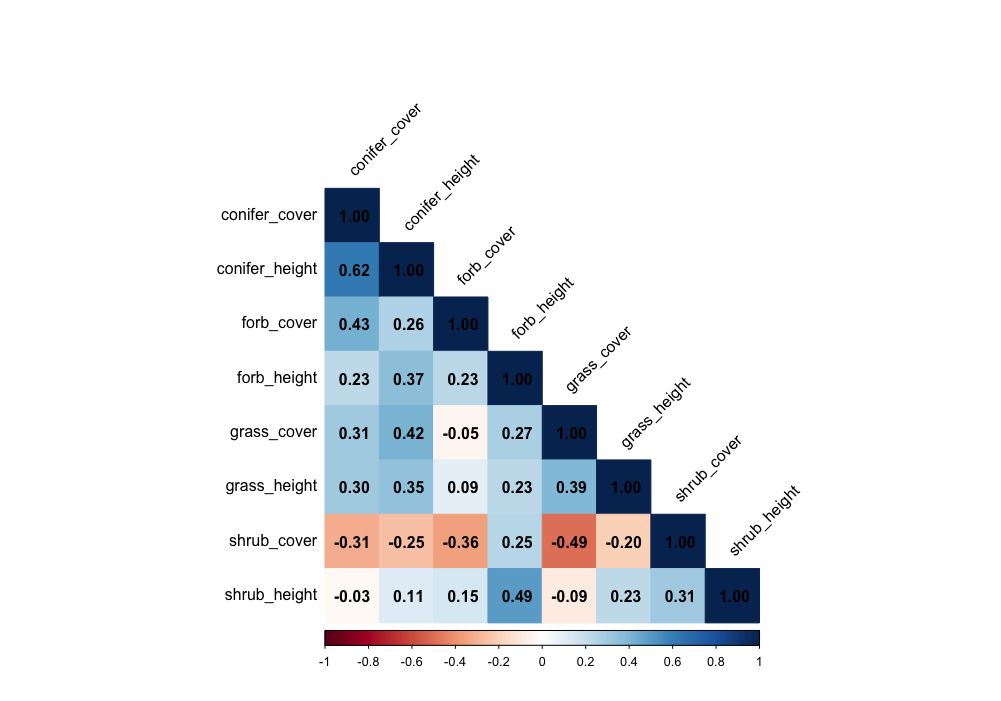 conifer_cover
conifer_height
forb_cover
forb_height
grass_cover
grass_height
shrub_cover
shrub_height
conifer_cover 1.00
conifer_height 0.62 1.00
forb_cover 0.43 0.26 1.00
forb_height 0.23 0.37 0.23 1.00
grass_cover 0.31 0.42 -0.05 0.27 1.00
grass_height 0.30 0.35 0.09 0.23 0.39 1.00
shrub_cover -0.31 -0.25 -0.36 0.25 -0.49 -0.20 1.00
shrub_height -0.03 0.11 0.15 0.49 -0.09 0.23 0.31 1.00
-1 -0.8 -0.6 -0.4 -0.2 0 0.2 0.4 0.6 0.8 1